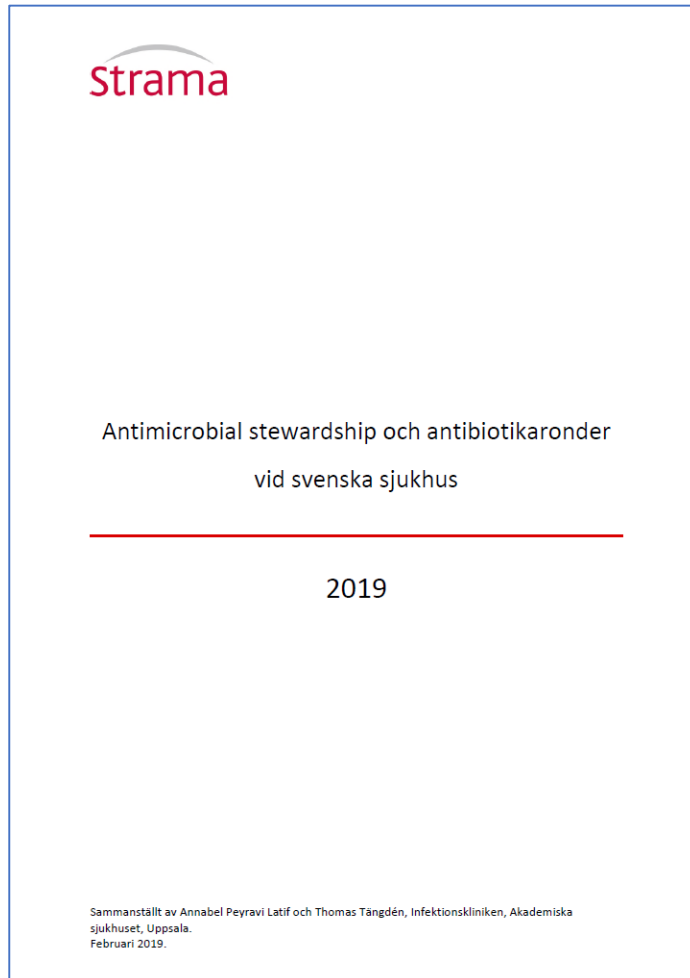 strama
Antimicrobial stewardship och antibiotikaronder
vid svenska sjukhus
2019
Sammanställt av Annabel Peyravi Latif och Thomas Tängdén, Infektionskliniken, Akademiska
sjukhuset, Uppsala.
Februari 2019.